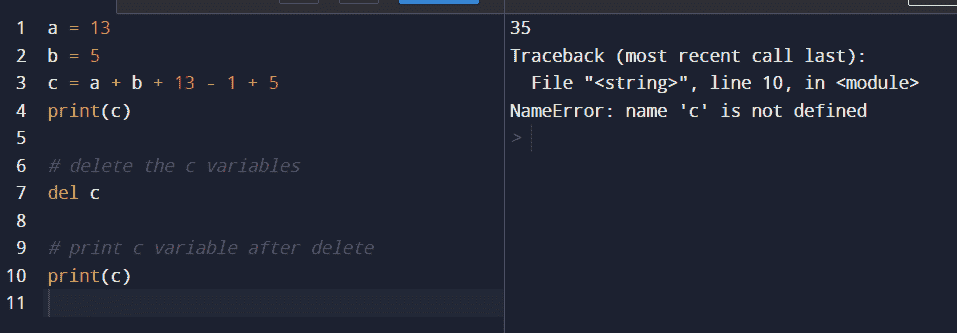 1 a = 13
2 b = 5
3 c = a + b + 13 - 1 + 5
4 print(c)
5
6 # delete the c variables
7 del c
8
9 # print c variable after delete
10 print(c)
11
35
Traceback (most recent call last):
  File "<string>", line 10, in <module>
NameError: name 'c' is not defined
>